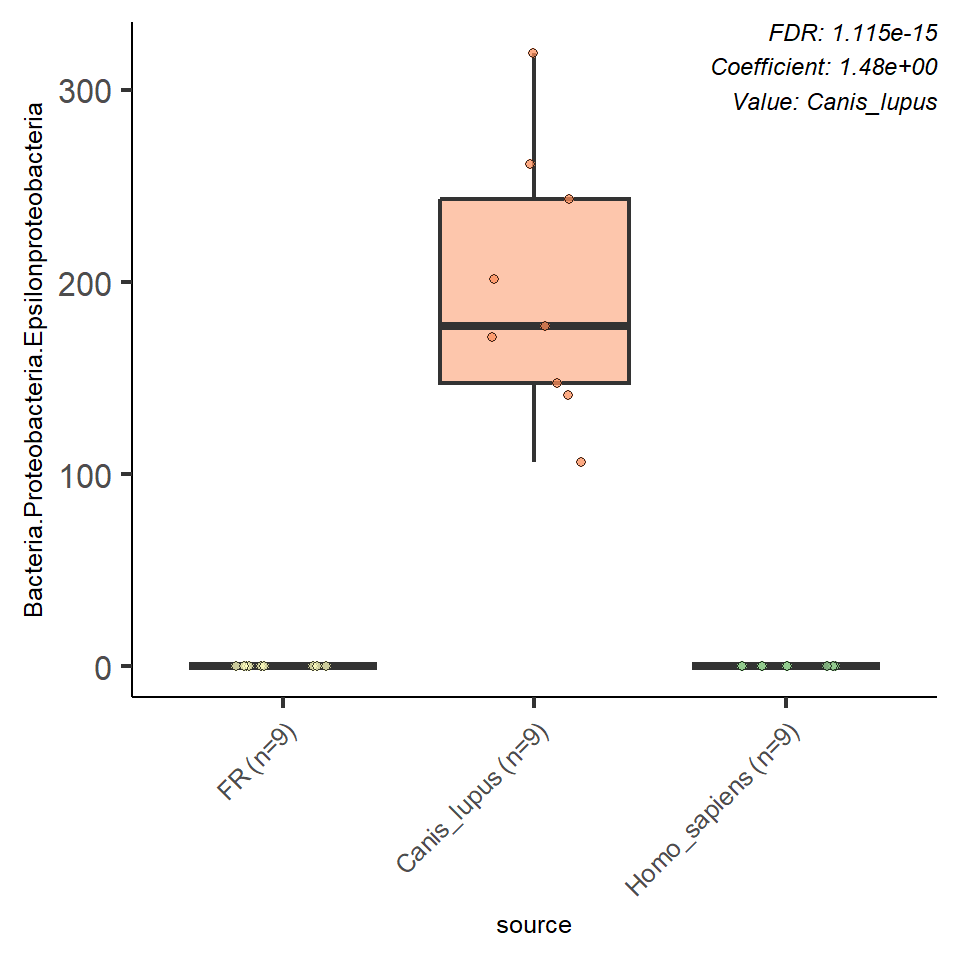 FDR: 1.115e-15
Coefficient: 1.48e+00
Value: Canis_lupus
Bacteria.Proteobacteria.Epsilonproteobacteria
300
200
100
0
FR (n=9)
Canis_lupus (n=9)
Homo_sapiens (n=9)
source